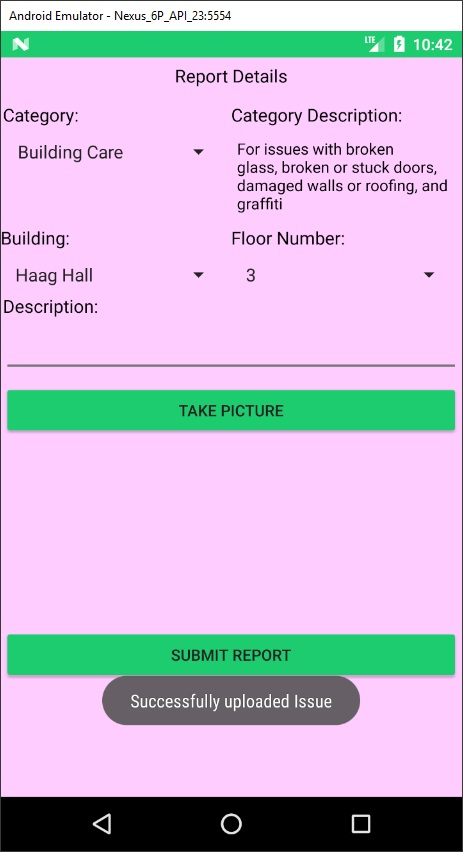 Android Emulator - Nexus_6P_API_23:5554
LTE 10:42
Report Details
Category:
Category Description:
Building Care
For issues with broken
glass, broken or stuck doors,
damaged walls or roofing, and
graffiti
Building:
Floor Number:
Haag Hall
3
Description:
TAKE PICTURE
SUBMIT REPORT
Successfully uploaded Issue